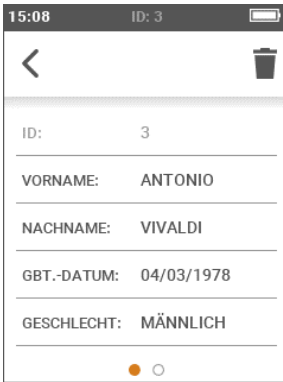 15:08 ID: 3
ID: 3
VORNAME: ANTONIO
NACHNAME: VIVALDI
GBT.-DATUM: 04/03/1978
GESCHLECHT: MÄNNLICH